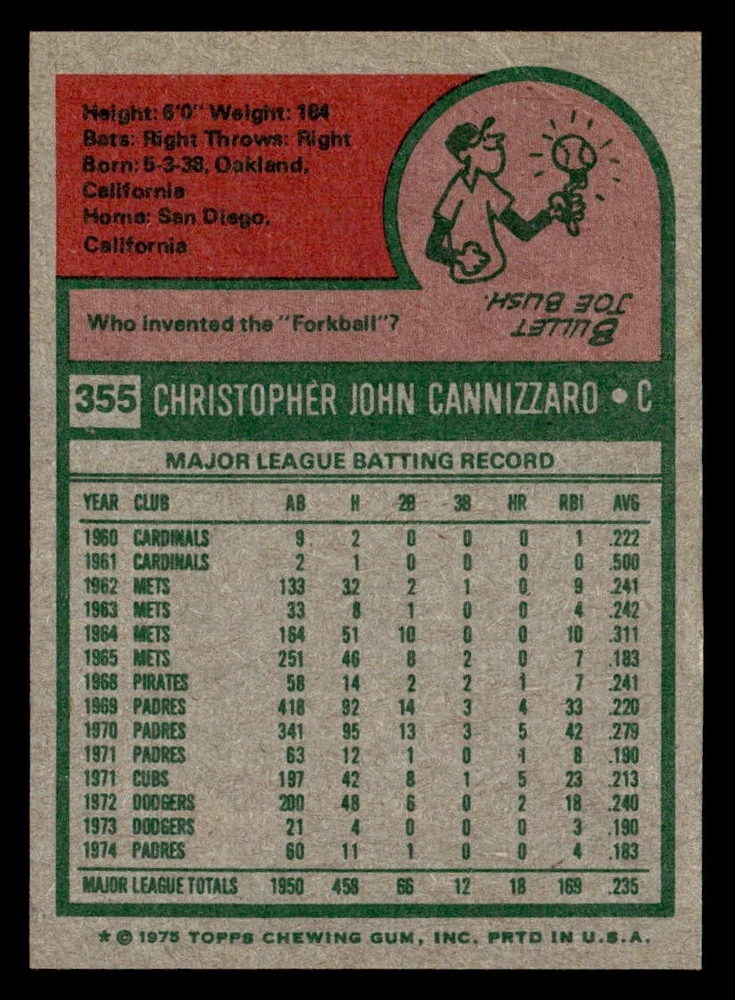 Height: 6'0" Weight: 184
Bats: Right Throws: Right
Born: 5-3-38, Oakland,
California
Home: San Diego,
California
Who invented the "Forkball"?
BULLET
JOE BUSH.
355 CHRISTOPHER JOHN CANNIZZARO • C
MAJOR LEAGUE BATTING RECORD
YEAR CLUB AB H 2B 3B HR RBI AVG
1960 CARDINALS 9 2 0 0 0 1 .222
1961 CARDINALS 2 1 0 0 0 0 .500
1962 METS 133 32 2 1 0 9 .241
1963 METS 33 8 1 0 0 4 .242
1964 METS 164 51 10 0 0 10 .311
1965 METS 251 46 8 2 0 7 .183
1968 PIRATES 58 14 2 2 1 7 .241
1969 PADRES 418 92 14 3 4 33 .220
1970 PADRES 341 95 13 3 5 42 .279
1971 PADRES 63 12 1 0 1 8 .190
1971 CUBS 197 42 8 1 5 23 .213
1972 DODGERS 200 48 6 0 2 18 .240
1973 DODGERS 21 4 0 0 0 3 .190
1974 PADRES 60 11 1 0 0 4 .183
MAJOR LEAGUE TOTALS 1950 458 66 12 18 169 .235
* © 1975 TOPPS CHEWING GUM, INC. PRTD IN U.S.A.